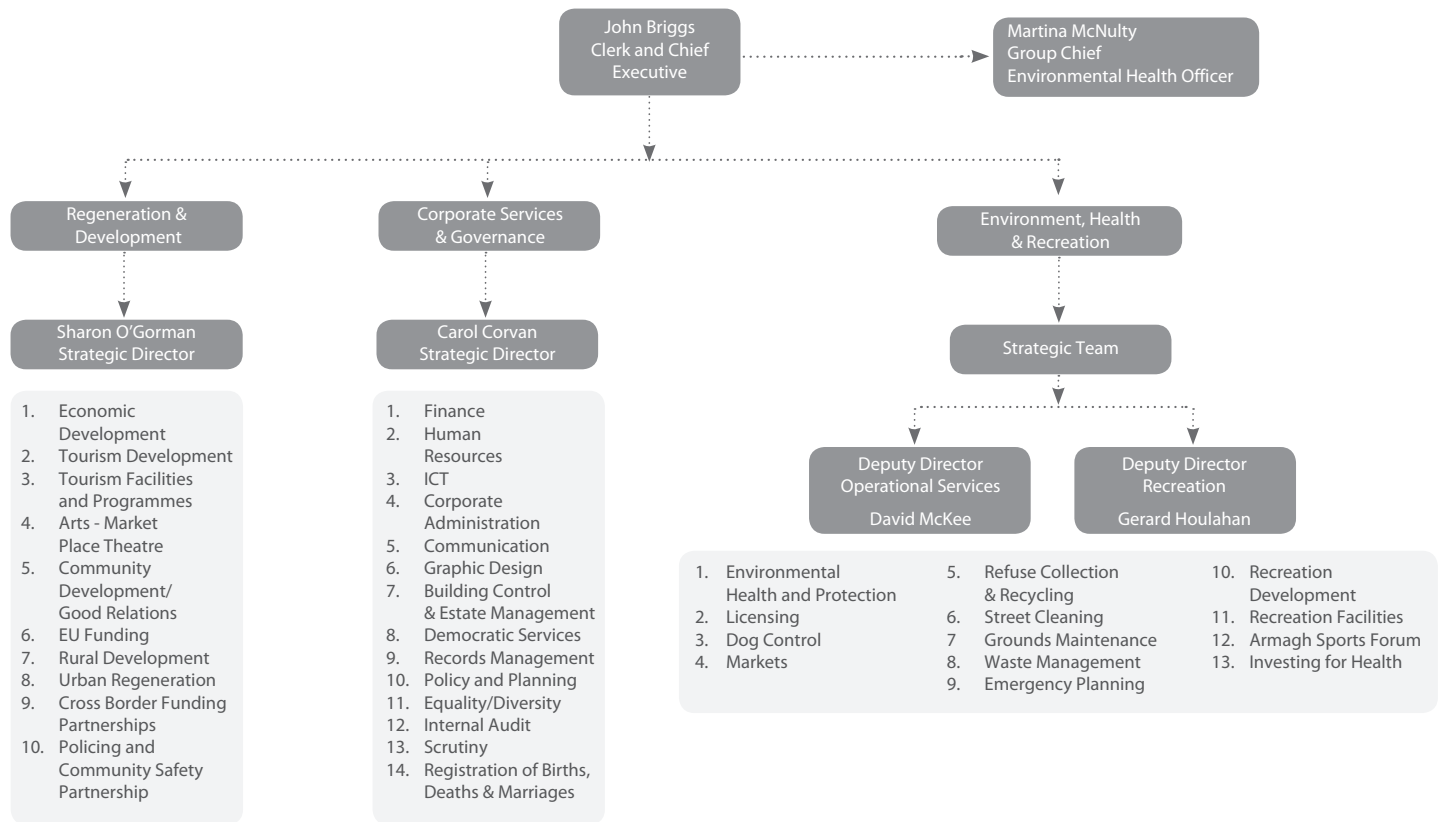 John Briggs
Clerk and Chief
Executive
Martina McNulty
Group Chief
Environmental Health Officer
Regeneration &
Development
Corporate Services
& Governance
Environment, Health
& Recreation
Sharon O’Gorman
Strategic Director
Carol Corvan
Strategic Director
Strategic Team
Deputy Director
Operational Services
David McKee
Deputy Director
Recreation
Gerard Houlahan
1. Economic
Development
2. Tourism Development
3. Tourism Facilities
and Programmes
4. Arts - Market
Place Theatre
5. Community
Development/
Good Relations
6. EU Funding
7. Rural Development
8. Urban Regeneration
9. Cross Border Funding
Partnerships
10. Policing and
Community Safety
Partnership
1. Finance
2. Human
Resources
3. ICT
4. Corporate
Administration
5. Communication
6. Graphic Design
7. Building Control
& Estate Management
8. Democratic Services
9. Records Management
10. Policy and Planning
11. Equality/Diversity
12. Internal Audit
13. Scrutiny
14. Registration of Births,
Deaths & Marriages
1. Environmental
Health and Protection
2. Licensing
3. Dog Control
4. Markets
5. Refuse Collection
& Recycling
6. Street Cleaning
7 Grounds Maintenance
8. Waste Management
9. Emergency Planning
10. Recreation
Development
11. Recreation Facilities
12. Armagh Sports Forum
13. Investing for Health